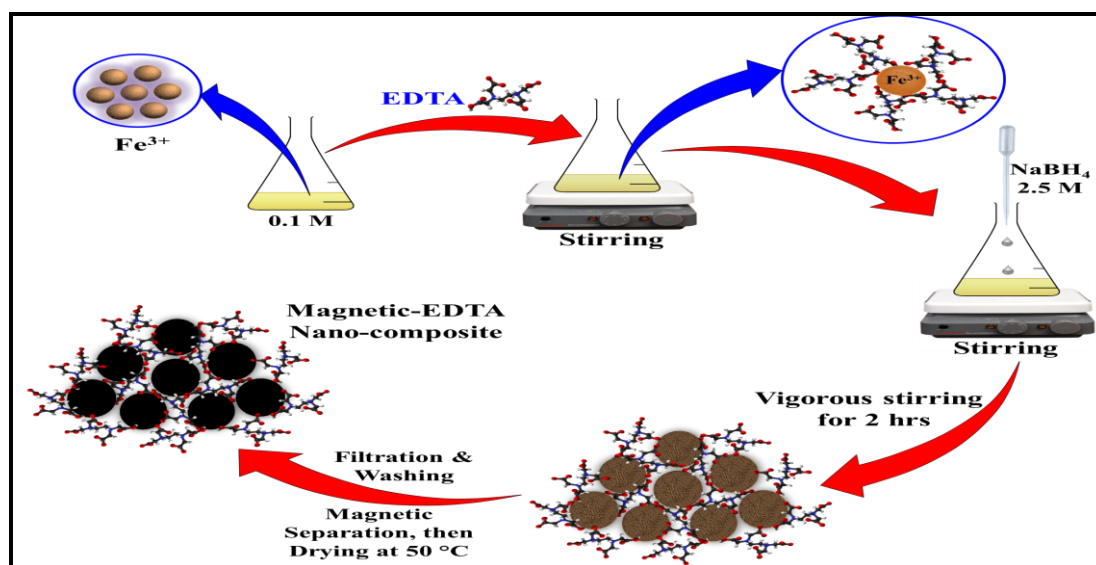 Fe³⁺
0.1 M
EDTA
Stirring
Fe³⁺
NaBH₄
2.5 M
Stirring
Vigorous stirring
for 2 hrs
Filtration &
Washing
Magnetic
Separation, then
Drying at 50 °C
Magnetic-EDTA
Nano-composite